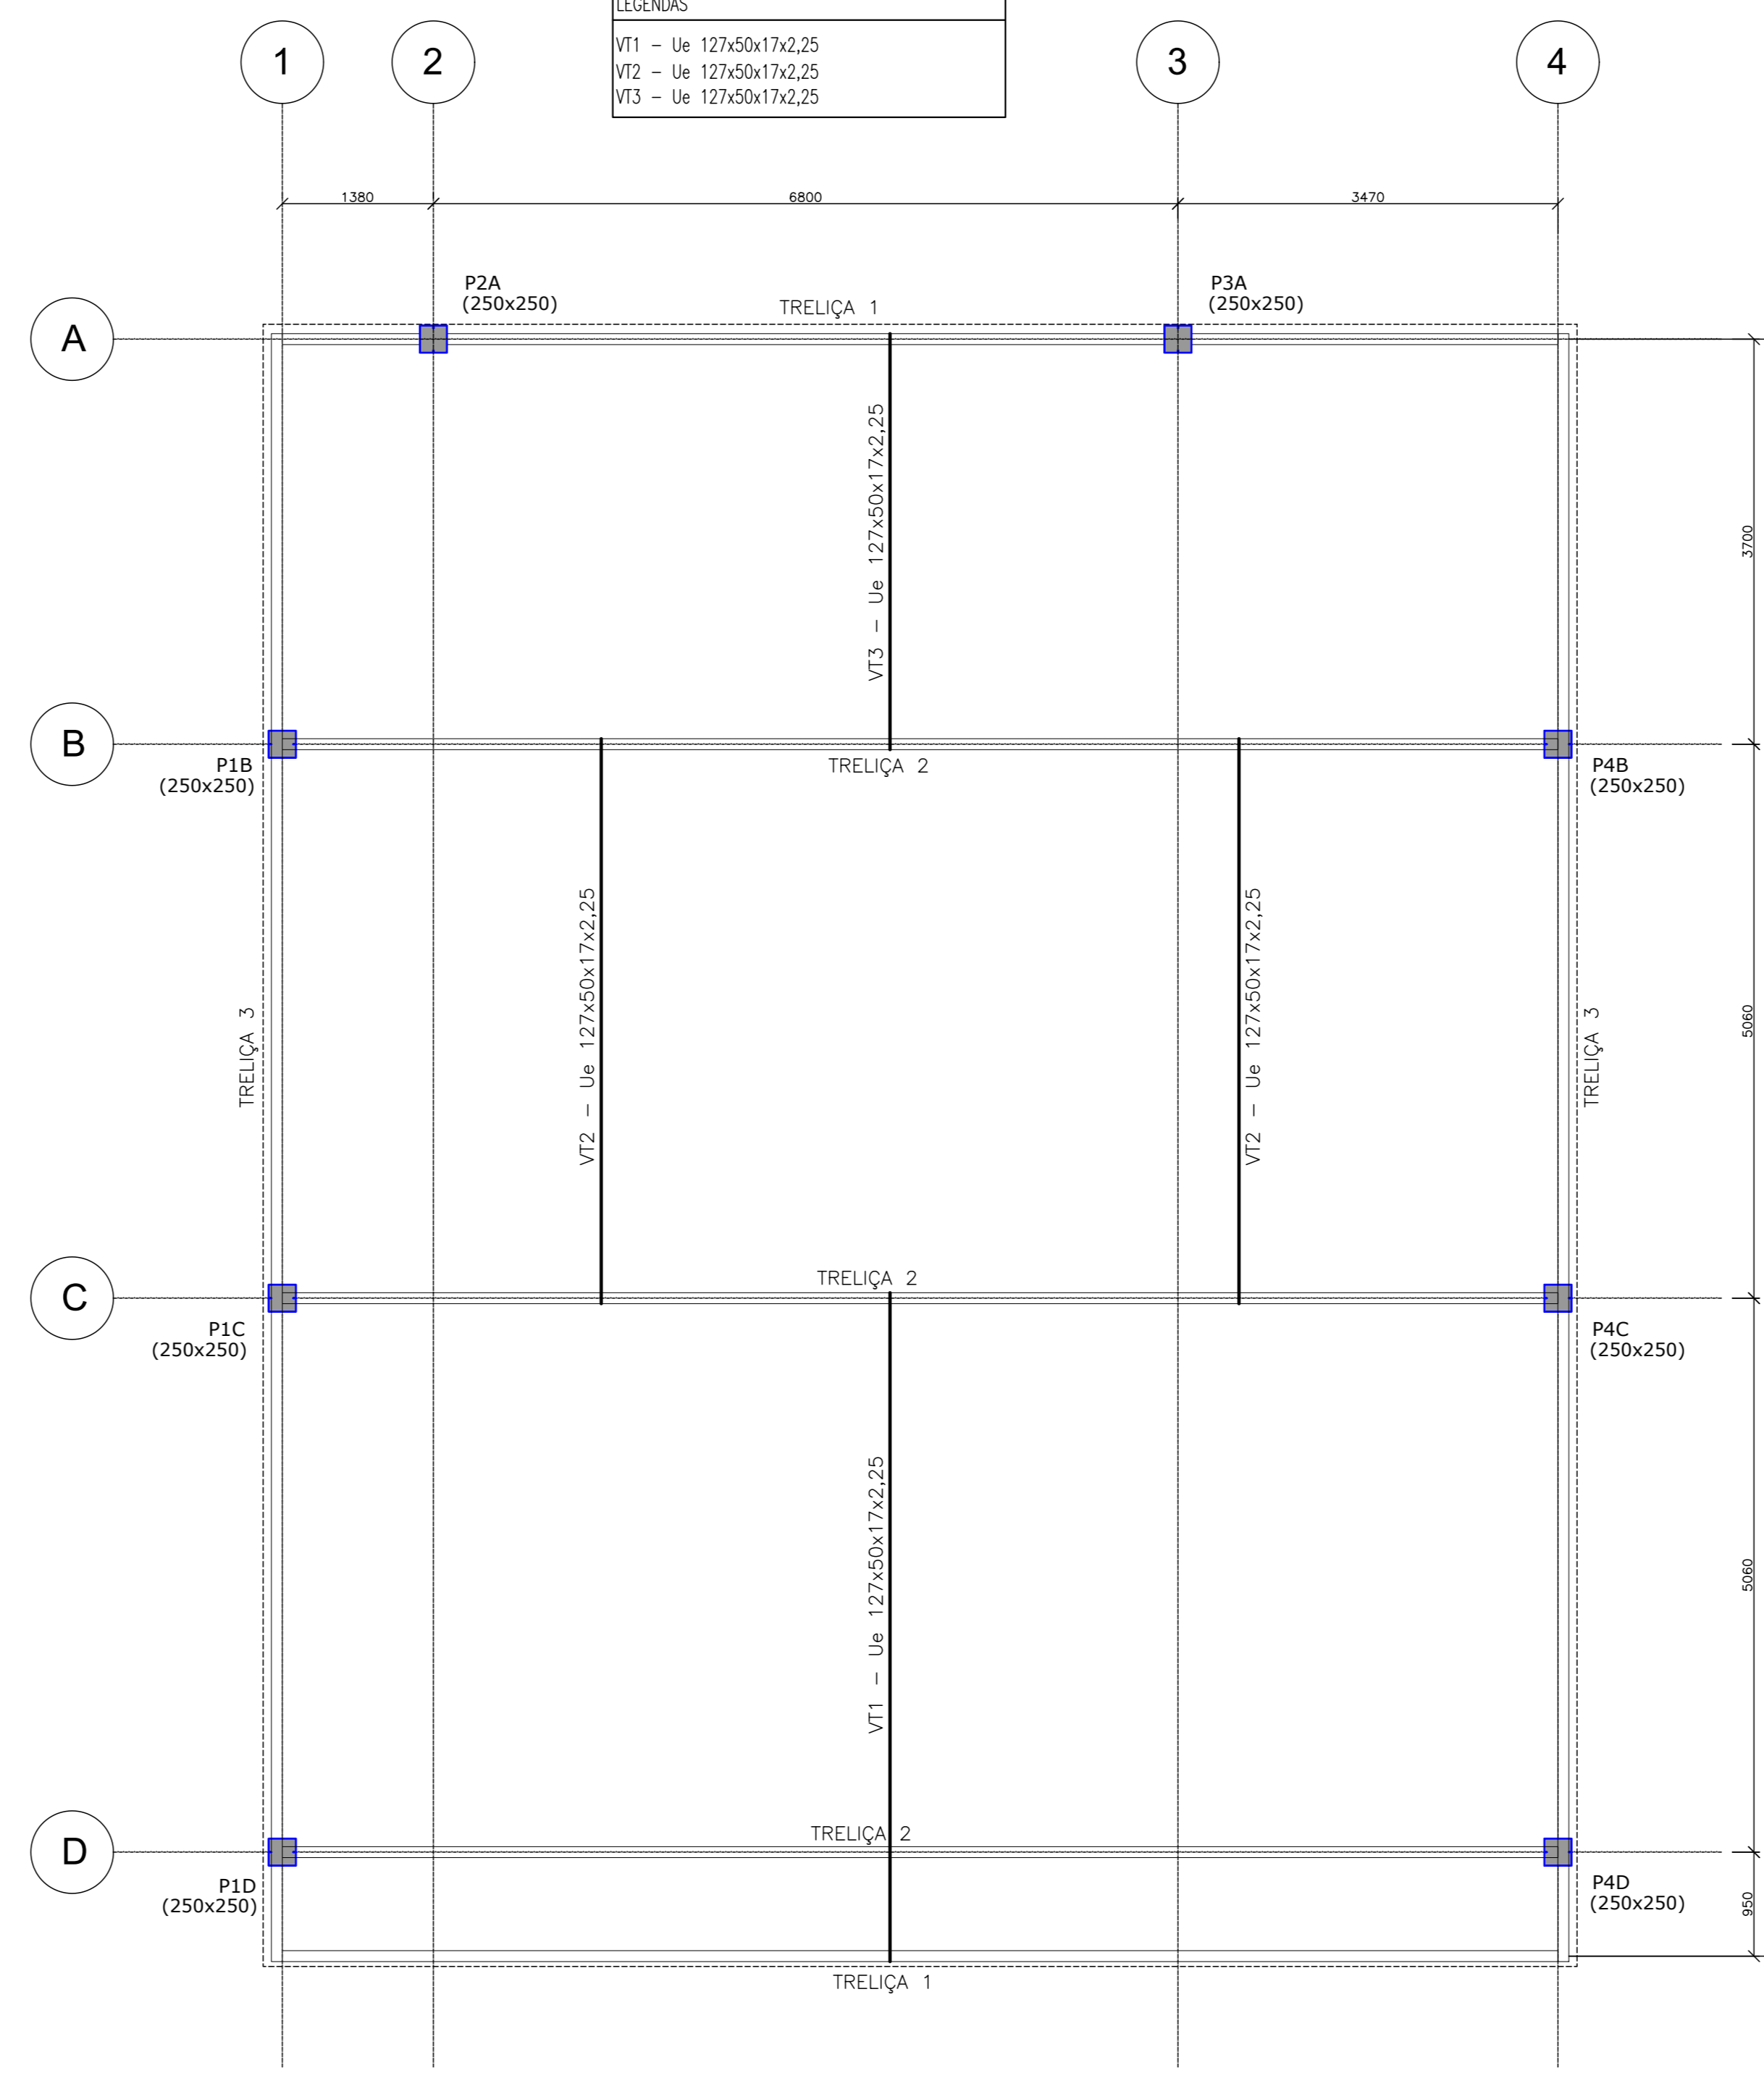 LEGENDAS
VT1 – Ue 127x50x17x2,25
VT2 – Ue 127x50x17x2,25
VT3 – Ue 127x50x17x2,25
1
2
3
4
1380
6800
3470
P2A
(250x250)
TRELIÇA 1
P3A
(250x250)
A
VT3 – Ue 127x50x17x2,25
3700
B
P1B
(250x250)
TRELIÇA 2
P4B
(250x250)
TRELIÇA 3
VT2 – Ue 127x50x17x2,25
VT2 – Ue 127x50x17x2,25
TRELIÇA 3
5060
C
TRELIÇA 2
P1C
(250x250)
P4C
(250x250)
VT1 – Ue 127x50x17x2,25
5060
D
TRELIÇA 2
P1D
(250x250)
P4D
(250x250)
950
TRELIÇA 1